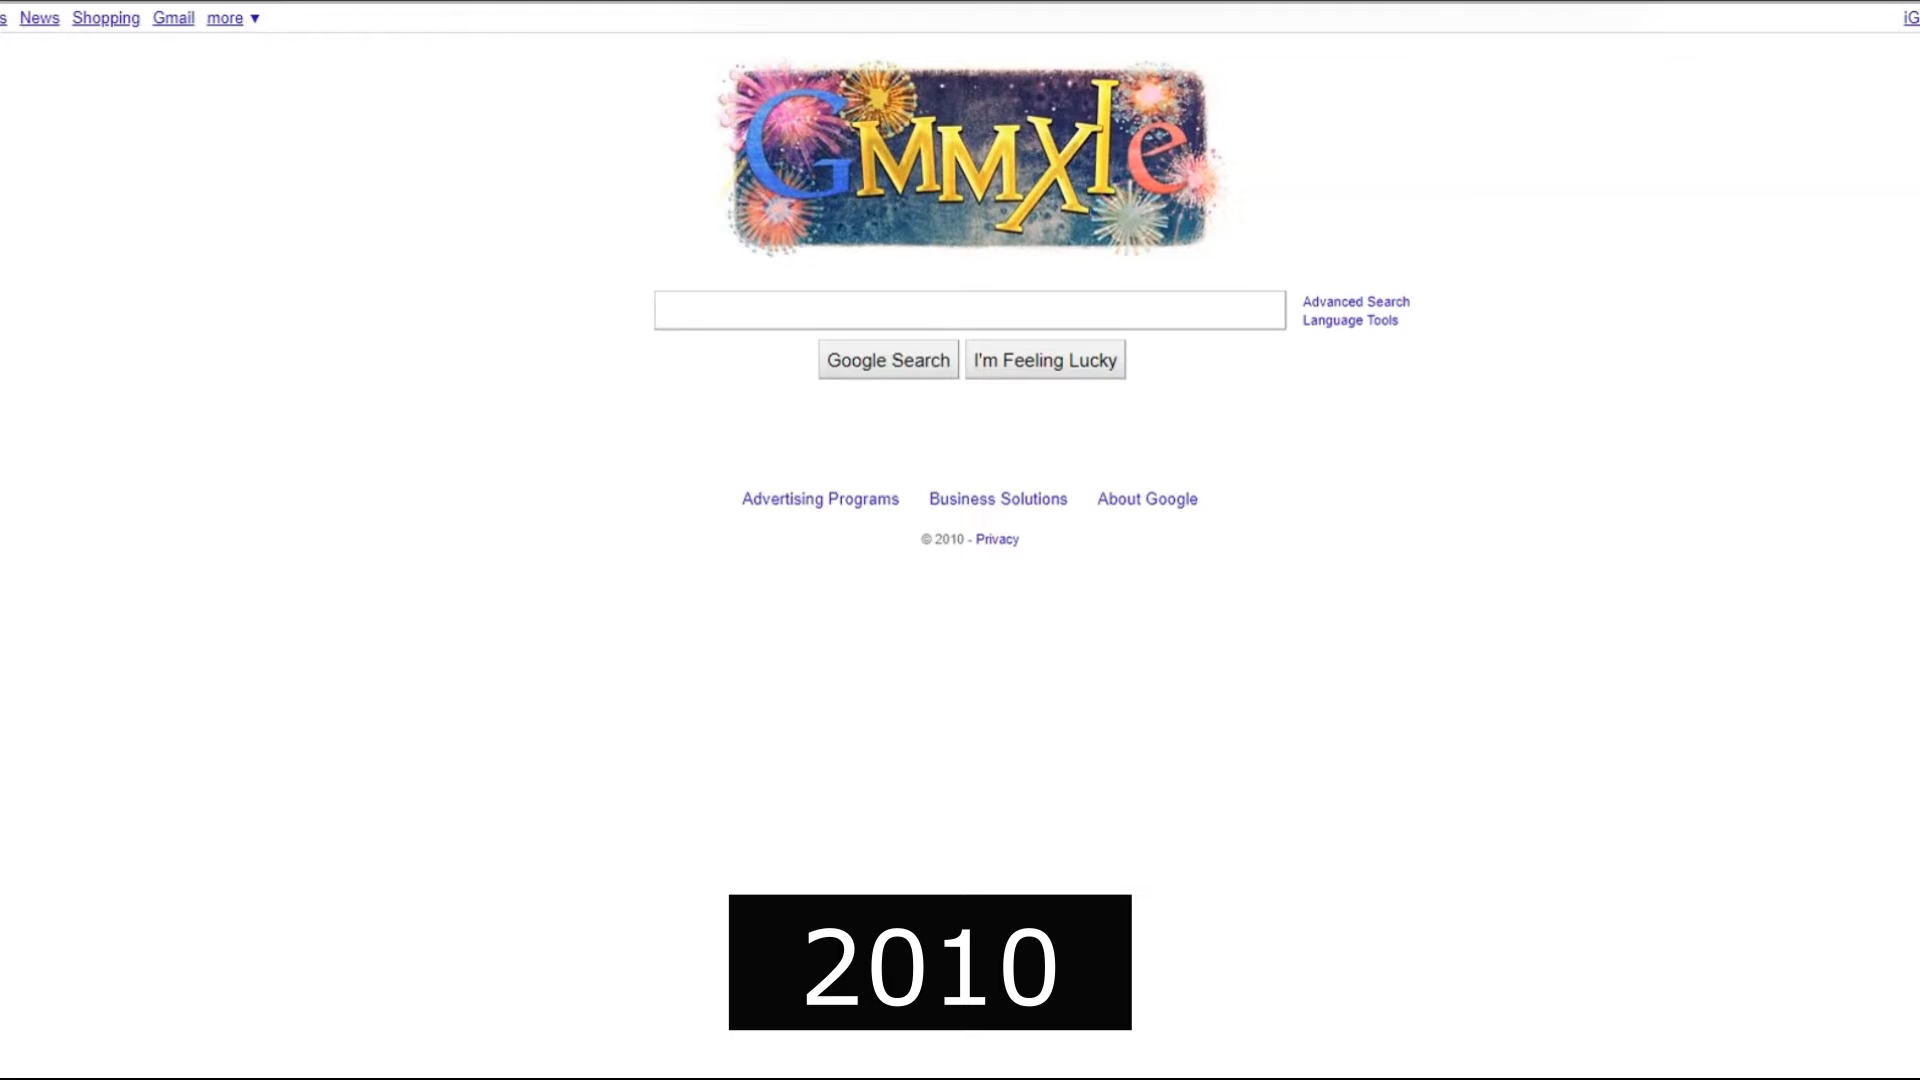 s News Shopping Gmail more ▼ iG
GMMXIe
Advanced Search
Language Tools
Google Search I'm Feeling Lucky
Advertising Programs Business Solutions About Google
© 2010 - Privacy
2010